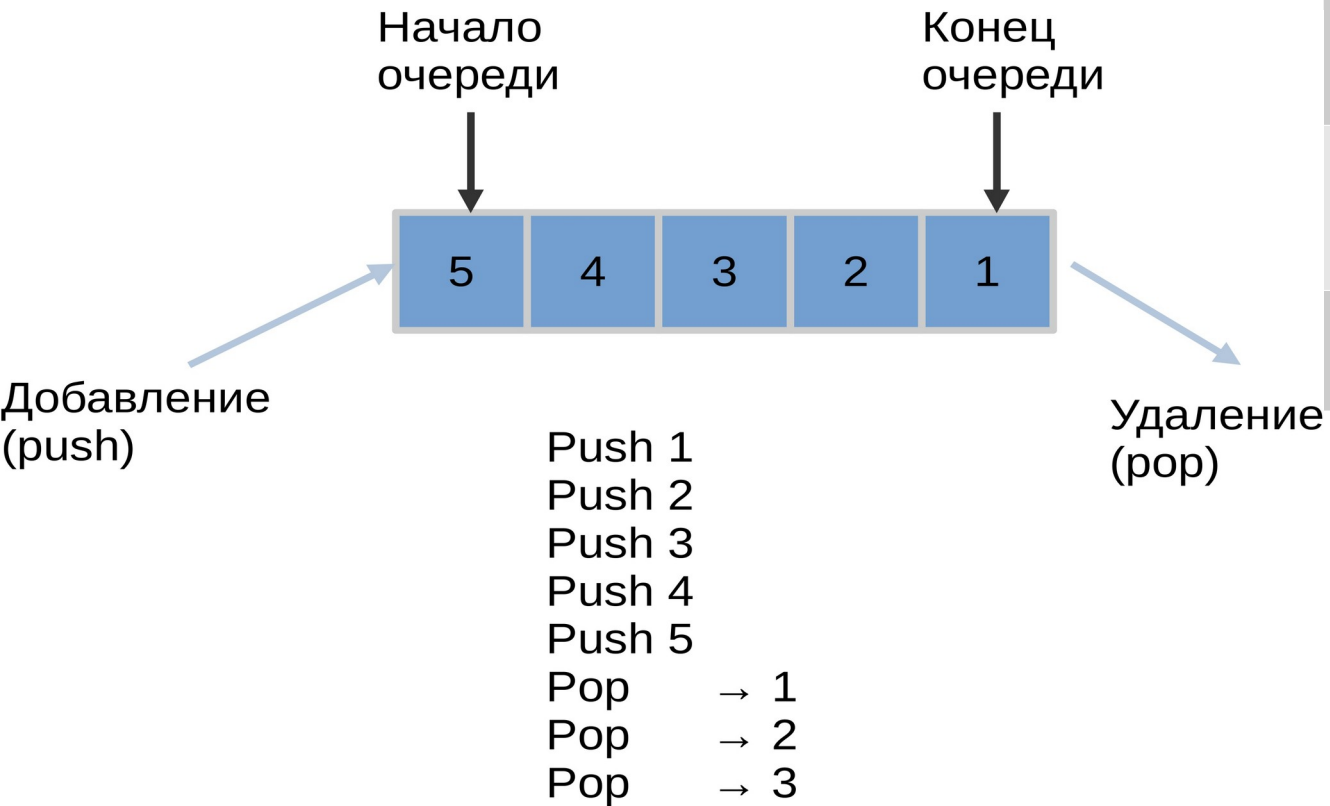 Начало
очереди
Конец
очереди
5 4 3 2 1
Добавление
(push)
Удаление
(pop)
Push 1
Push 2
Push 3
Push 4
Push 5
Pop → 1
Pop → 2
Pop → 3